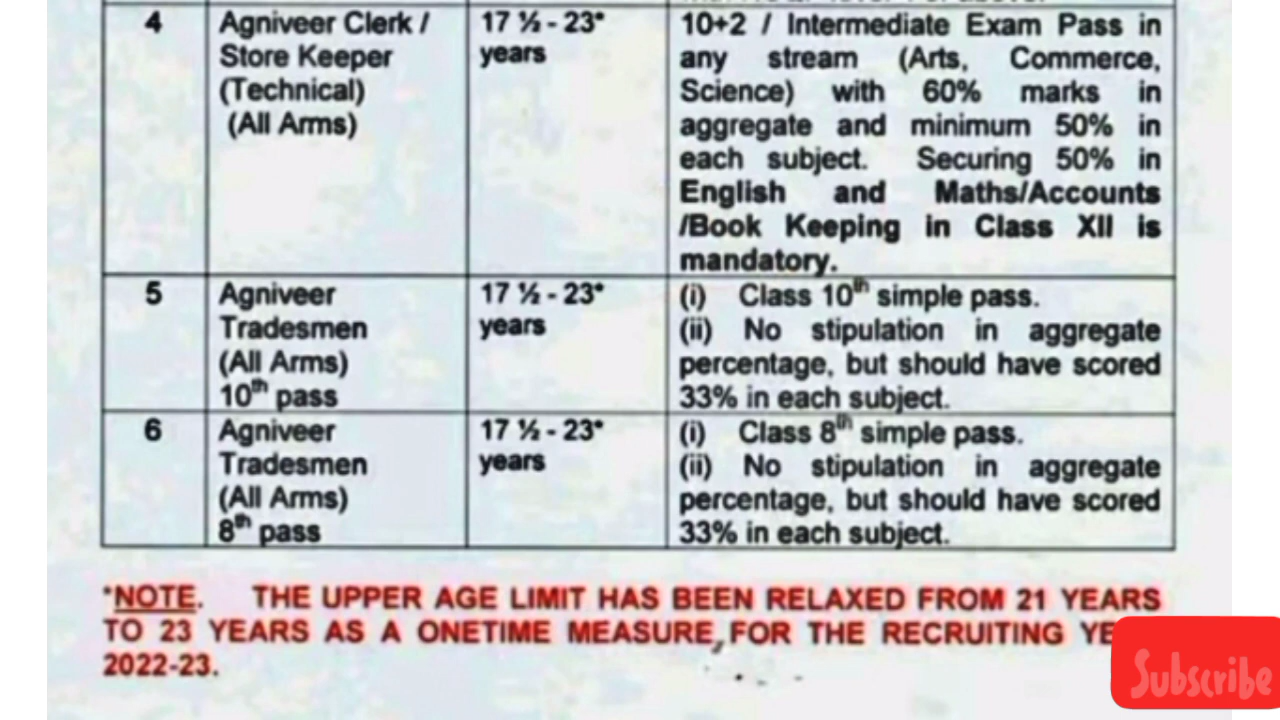 4
Agniveer Clerk /
Store Keeper
(Technical)
(All Arms)
17 ½ - 23*
years
10+2 / Intermediate Exam Pass in
any stream (Arts, Commerce,
Science) with 60% marks in
aggregate and minimum 50% in
each subject. Securing 50% in
English and Maths/Accounts
/Book Keeping in Class XII is
mandatory.
5
Agniveer
Tradesmen
(All Arms)
10th pass
17 ½ - 23*
years
(i) Class 10th simple pass.
(ii) No stipulation in aggregate
percentage, but should have scored
33% in each subject.
6
Agniveer
Tradesmen
(All Arms)
8th pass
17 ½ - 23*
years
(i) Class 8th simple pass.
(ii) No stipulation in aggregate
percentage, but should have scored
33% in each subject.
*NOTE. THE UPPER AGE LIMIT HAS BEEN RELAXED FROM 21 YEARS
TO 23 YEARS AS A ONETIME MEASURE, FOR THE RECRUITING
2022-23.
Subscribe